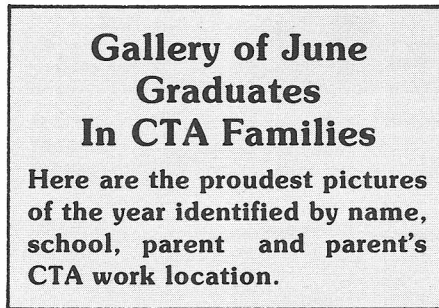 Gallery of June
Graduates
In CTA Families
Here are the proudest pictures
of the year identified by name,
school, parent and parent's
CTA work location.